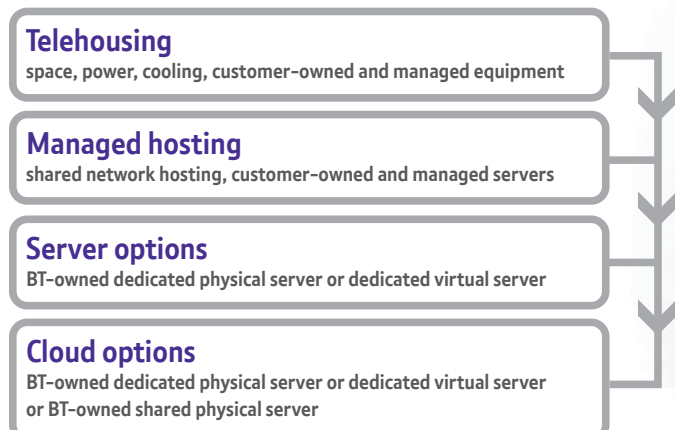 Telehousing
space, power, cooling, customer-owned and managed equipment
Managed hosting
shared network hosting, customer-owned and managed servers
Server options
BT-owned dedicated physical server or dedicated virtual server
Cloud options
BT-owned dedicated physical server or dedicated virtual server
or BT-owned shared physical server